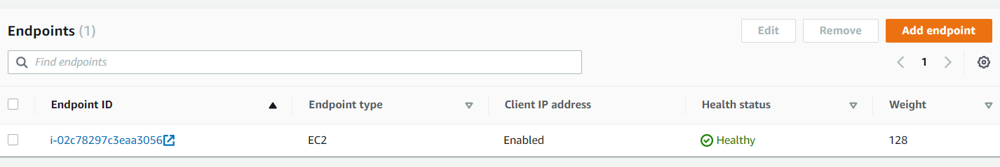 Endpoints (1)
Edit
Remove
Add endpoint
Find endpoints
1
Endpoint ID
Endpoint type
Client IP address
Health status
Weight
i-02c78297c3eaa3056
EC2
Enabled
Healthy
128